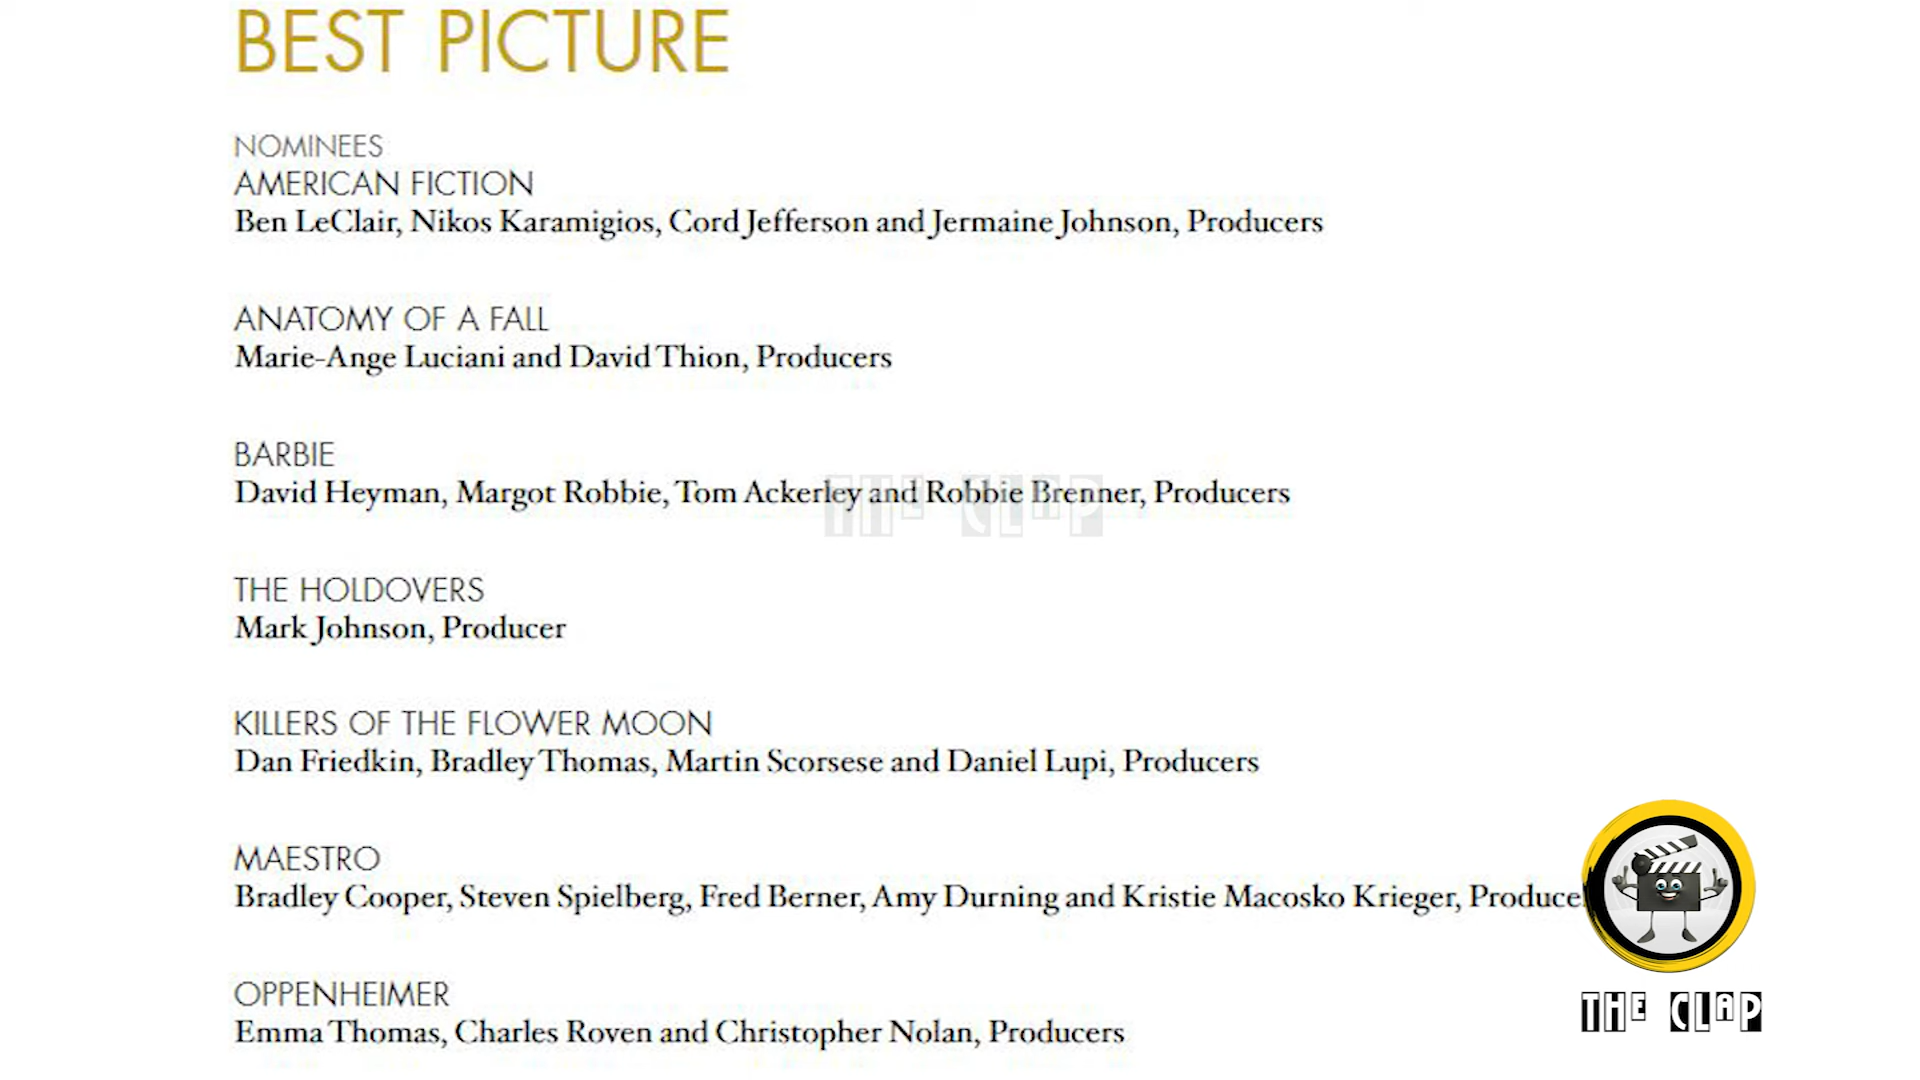 BEST PICTURE
NOMINEES
AMERICAN FICTION
Ben LeClair, Nikos Karamigios, Cord Jefferson and Jermaine Johnson, Producers
ANATOMY OF A FALL
Marie-Ange Luciani and David Thion, Producers
BARBIE
David Heyman, Margot Robbie, Tom Ackerley and Robbie Brenner, Producers
THE CLAP
THE HOLDOVERS
Mark Johnson, Producer
KILLERS OF THE FLOWER MOON
Dan Friedkin, Bradley Thomas, Martin Scorsese and Daniel Lupi, Producers
MAESTRO
Bradley Cooper, Steven Spielberg, Fred Berner, Amy Durning and Kristie Macosko Krieger, Produce
OPPENHEIMER
Emma Thomas, Charles Roven and Christopher Nolan, Producers
THE CLAP